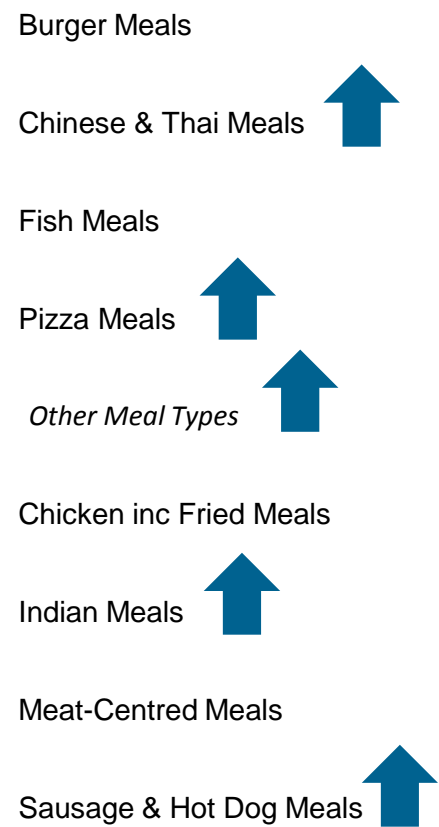 Burger Meals
Chinese & Thai Meals
Fish Meals
Pizza Meals
Other Meal Types
Chicken inc Fried Meals
Indian Meals
Meat-Centred Meals
Sausage & Hot Dog Meals